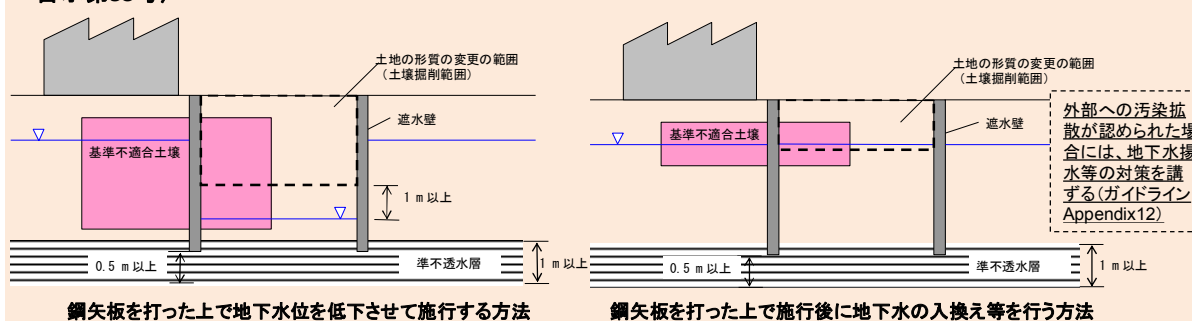 土地の形質の変更の範囲
（土壌掘削範囲）
遮水壁
基準不適合土壌
1 m 以上
0.5 m 以上
準不透水層
1 m 以上
鋼矢板を打った上で地下水位を低下させて施行する方法
土地の形質の変更の範囲
（土壌掘削範囲）
遮水壁
基準不適合土壌
0.5 m 以上
準不透水層
1 m 以上
鋼矢板を打った上で施行後に地下水の入換え等を行う方法
外部への汚染拡
散が認められた場
合には、地下水揚
水等の対策を講
ずる(ガイドライン
Appendix12)